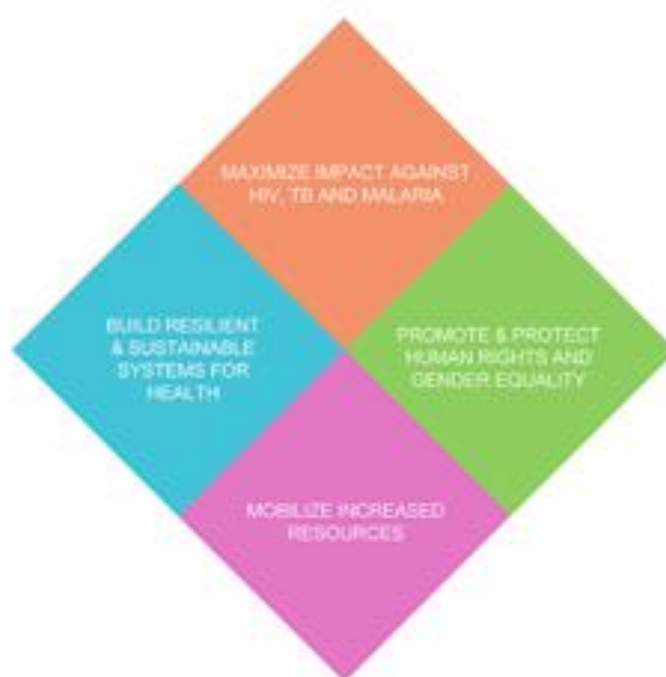 MAXIMIZE IMPACT AGAINST
HIV, TB AND MALARIA
BUILD RESILIENT
& SUSTAINABLE
SYSTEMS FOR
HEALTH
PROMOTE & PROTECT
HUMAN RIGHTS AND
GENDER EQUALITY
MOBILIZE INCREASED
RESOURCES